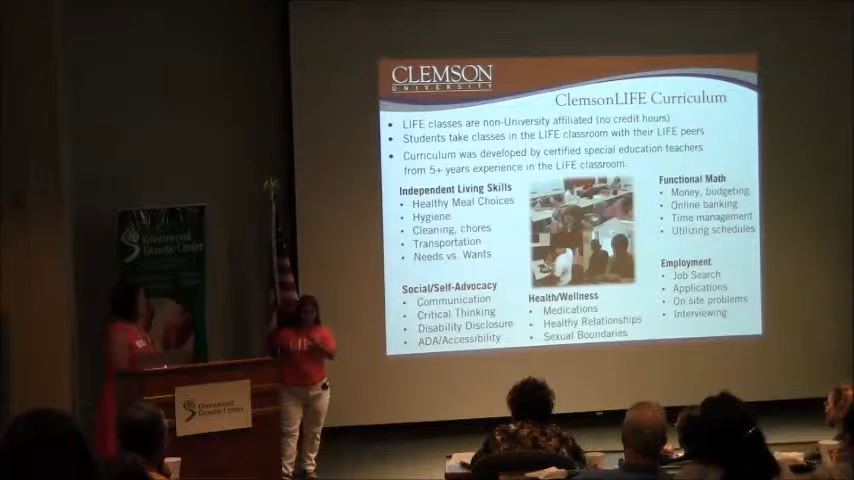 CLEMSON
UNIVERSITY
ClemsonLIFE Curriculum
• LIFE classes are non-University affiliated (no credit hours)
• Students take classes in the LIFE classroom with their LIFE peers
• Curriculum was developed by certified special education teachers
from 5+ years experience in the LIFE classroom.
Independent Living Skills
• Healthy Meal Choices
• Hygiene
• Cleaning, chores
• Transportation
• Needs vs. Wants
Social/Self-Advocacy
• Communication
• Critical Thinking
• Disability Disclosure
• ADA/Accessibility
Health/Wellness
• Medications
• Healthy Relationships
• Sexual Boundaries
Functional Math
• Money, budgeting
• Online banking
• Time management
• Utilizing schedules
Employment
• Job Search
• Applications
• On site problems
• Interviewing
Greenwood
Genetic Center
Greenwood
Genetic Center